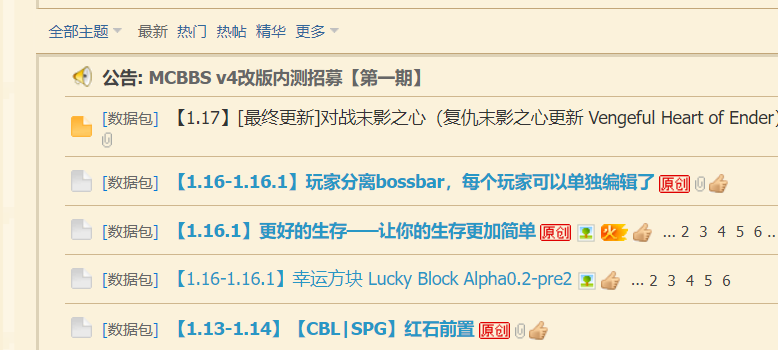 全部主题 最新 热门 热帖 精华 更多
公告: MCBBS v4改版内测招募【第一期】
[数据包] 【1.17】[最终更新]对战末影之心（复仇末影之心更新 Vengeful Heart of Ender）
[数据包] 【1.16-1.16.1】玩家分离bossbar，每个玩家可以单独编辑了 原创
[数据包] 【1.16.1】更好的生存——让你的生存更加简单 原创 火 ... 2 3 4 5 6 ..
[数据包] 【1.16-1.16.1】幸运方块 Lucky Block Alpha0.2-pre2 ... 2 3 4 5 6
[数据包] 【1.13-1.14】【CBL|SPG】红石前置 原创